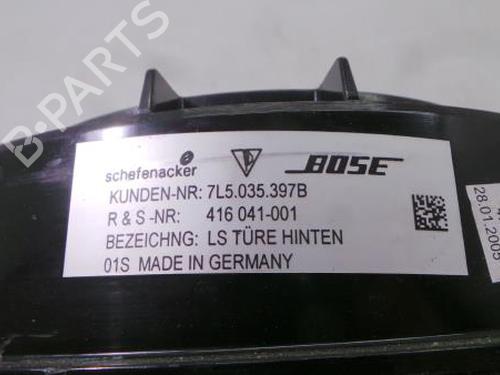 schefenacker BOSE
KUNDEN-NR: 7L5.035.397B
R & S -NR: 416 041-001
BEZEICHNG: LS TÜRE HINTEN
01S MADE IN GERMANY
28.01.2005
B-PARTS